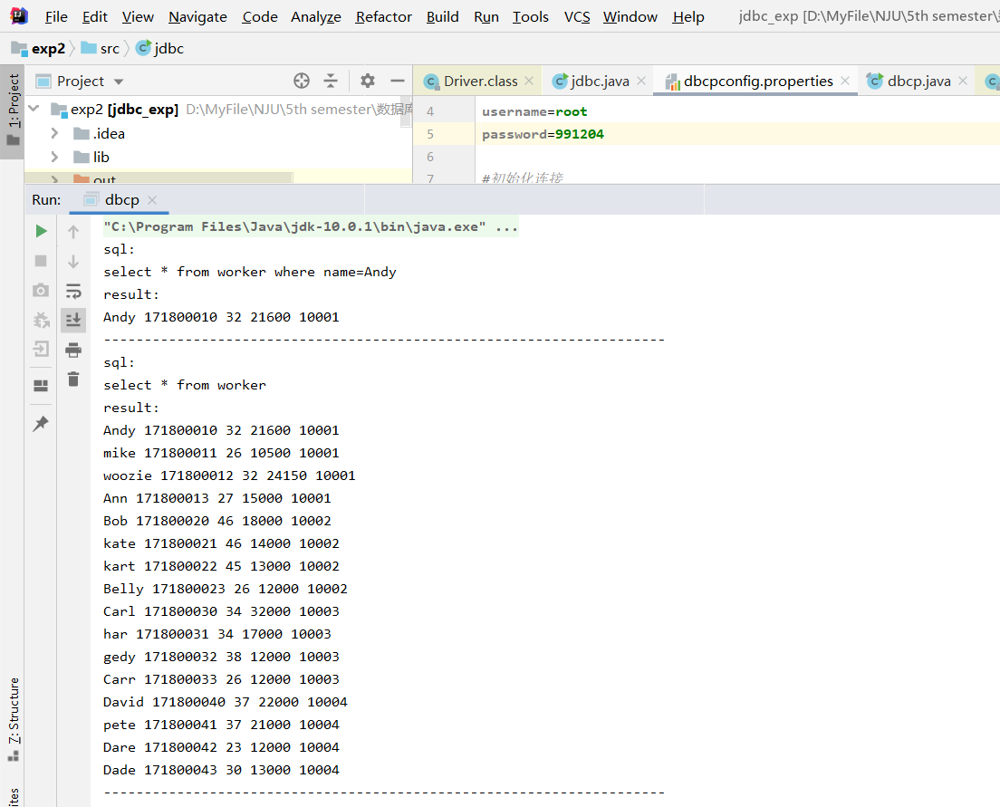 File Edit View Navigate Code Analyze Refactor Build Run Tools VCS Window Help jdbc_exp [D:\MyFile\NJU\5th semester\
exp2 src jdbc
1: Project
Project
Driver.class jdbc.java dbcpconfig.properties dbcp.java
exp2 [jdbc_exp] D:\MyFile\NJU\5th semester\数据库
.idea
lib
out
4 username=root
5 password=991204
6
7 #初始化连接
Run: dbcp
"C:\Program Files\Java\jdk-10.0.1\bin\java.exe" ...
sql:
select * from worker where name=Andy
result:
Andy 171800010 32 21600 10001
---------------------------------------------------------------------
sql:
select * from worker
result:
Andy 171800010 32 21600 10001
mike 171800011 26 10500 10001
woozie 171800012 32 24150 10001
Ann 171800013 27 15000 10001
Bob 171800020 46 18000 10002
kate 171800021 46 14000 10002
kart 171800022 45 13000 10002
Belly 171800023 26 12000 10002
Carl 171800030 34 32000 10003
har 171800031 34 17000 10003
gedy 171800032 38 12000 10003
Carr 171800033 26 12000 10003
David 171800040 37 22000 10004
pete 171800041 37 21000 10004
Dare 171800042 23 12000 10004
Dade 171800043 30 13000 10004
---------------------------------------------------------------------
7: Structure
ites